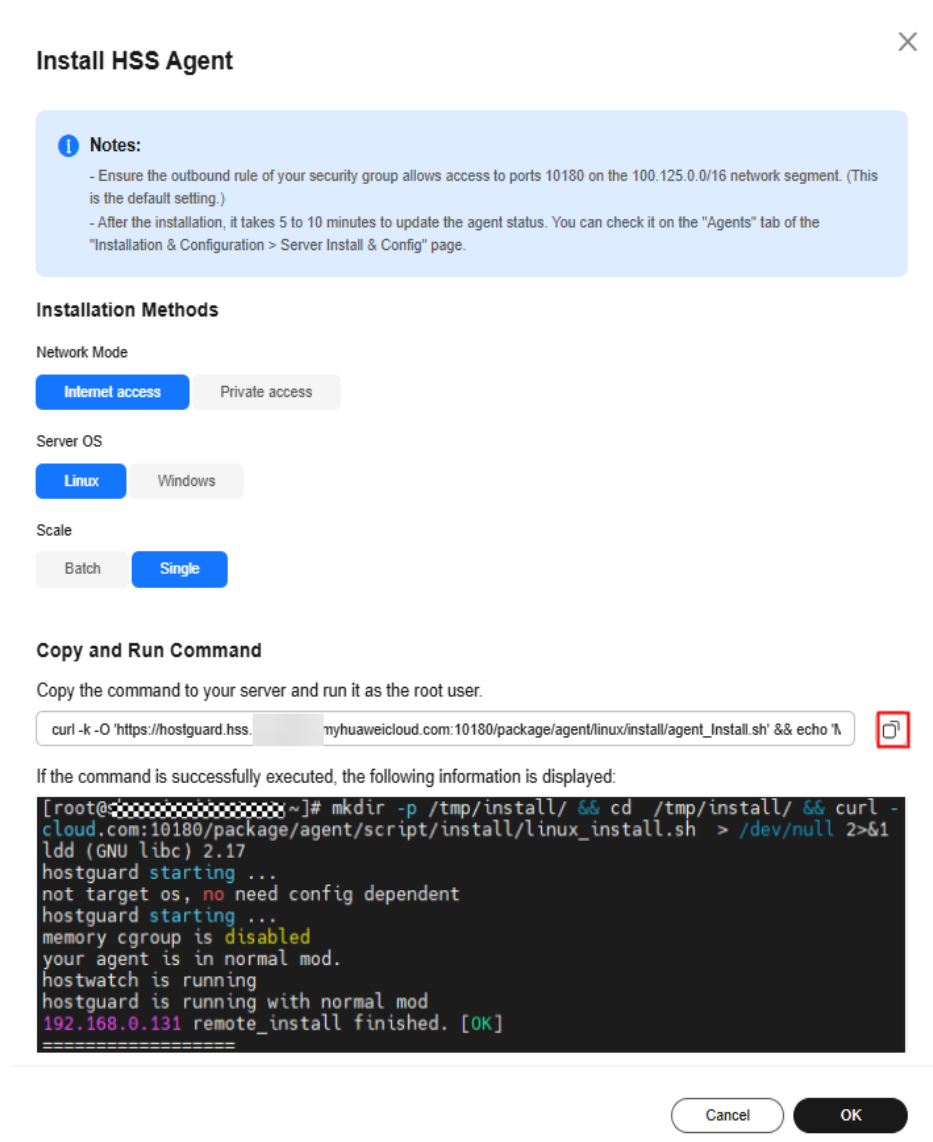 Install HSS Agent
Notes:
- Ensure the outbound rule of your security group allows access to ports 10180 on the 100.125.0.0/16 network segment. (This
is the default setting.)
- After the installation, it takes 5 to 10 minutes to update the agent status. You can check it on the "Agents" tab of the
"Installation & Configuration > Server Install & Config" page.
Installation Methods
Network Mode
Internet access Private access
Server OS
Linux Windows
Scale
Batch Single
Copy and Run Command
Copy the command to your server and run it as the root user.
curl -k -O 'https://hostguard.hss. myhuaweicloud.com:10180/package/agent/linux/install/agent_Install.sh' && echo
If the command is successfully executed, the following information is displayed:
[root@ ~]# mkdir -p /tmp/install/ && cd /tmp/install/ && curl -
cloud.com:10180/package/agent/script/install/linux_install.sh > /dev/null 2>&1
ldd (GNU libc) 2.17
hostguard starting ...
not target os, no need config dependent
hostguard starting ...
memory cgroup is disabled
your agent is in normal mod.
hostwatch is running
hostguard is running with normal mod
192.168.0.131 remote_install finished. [OK]
==================
Cancel OK